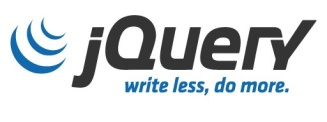 jQuery
write less, do more.